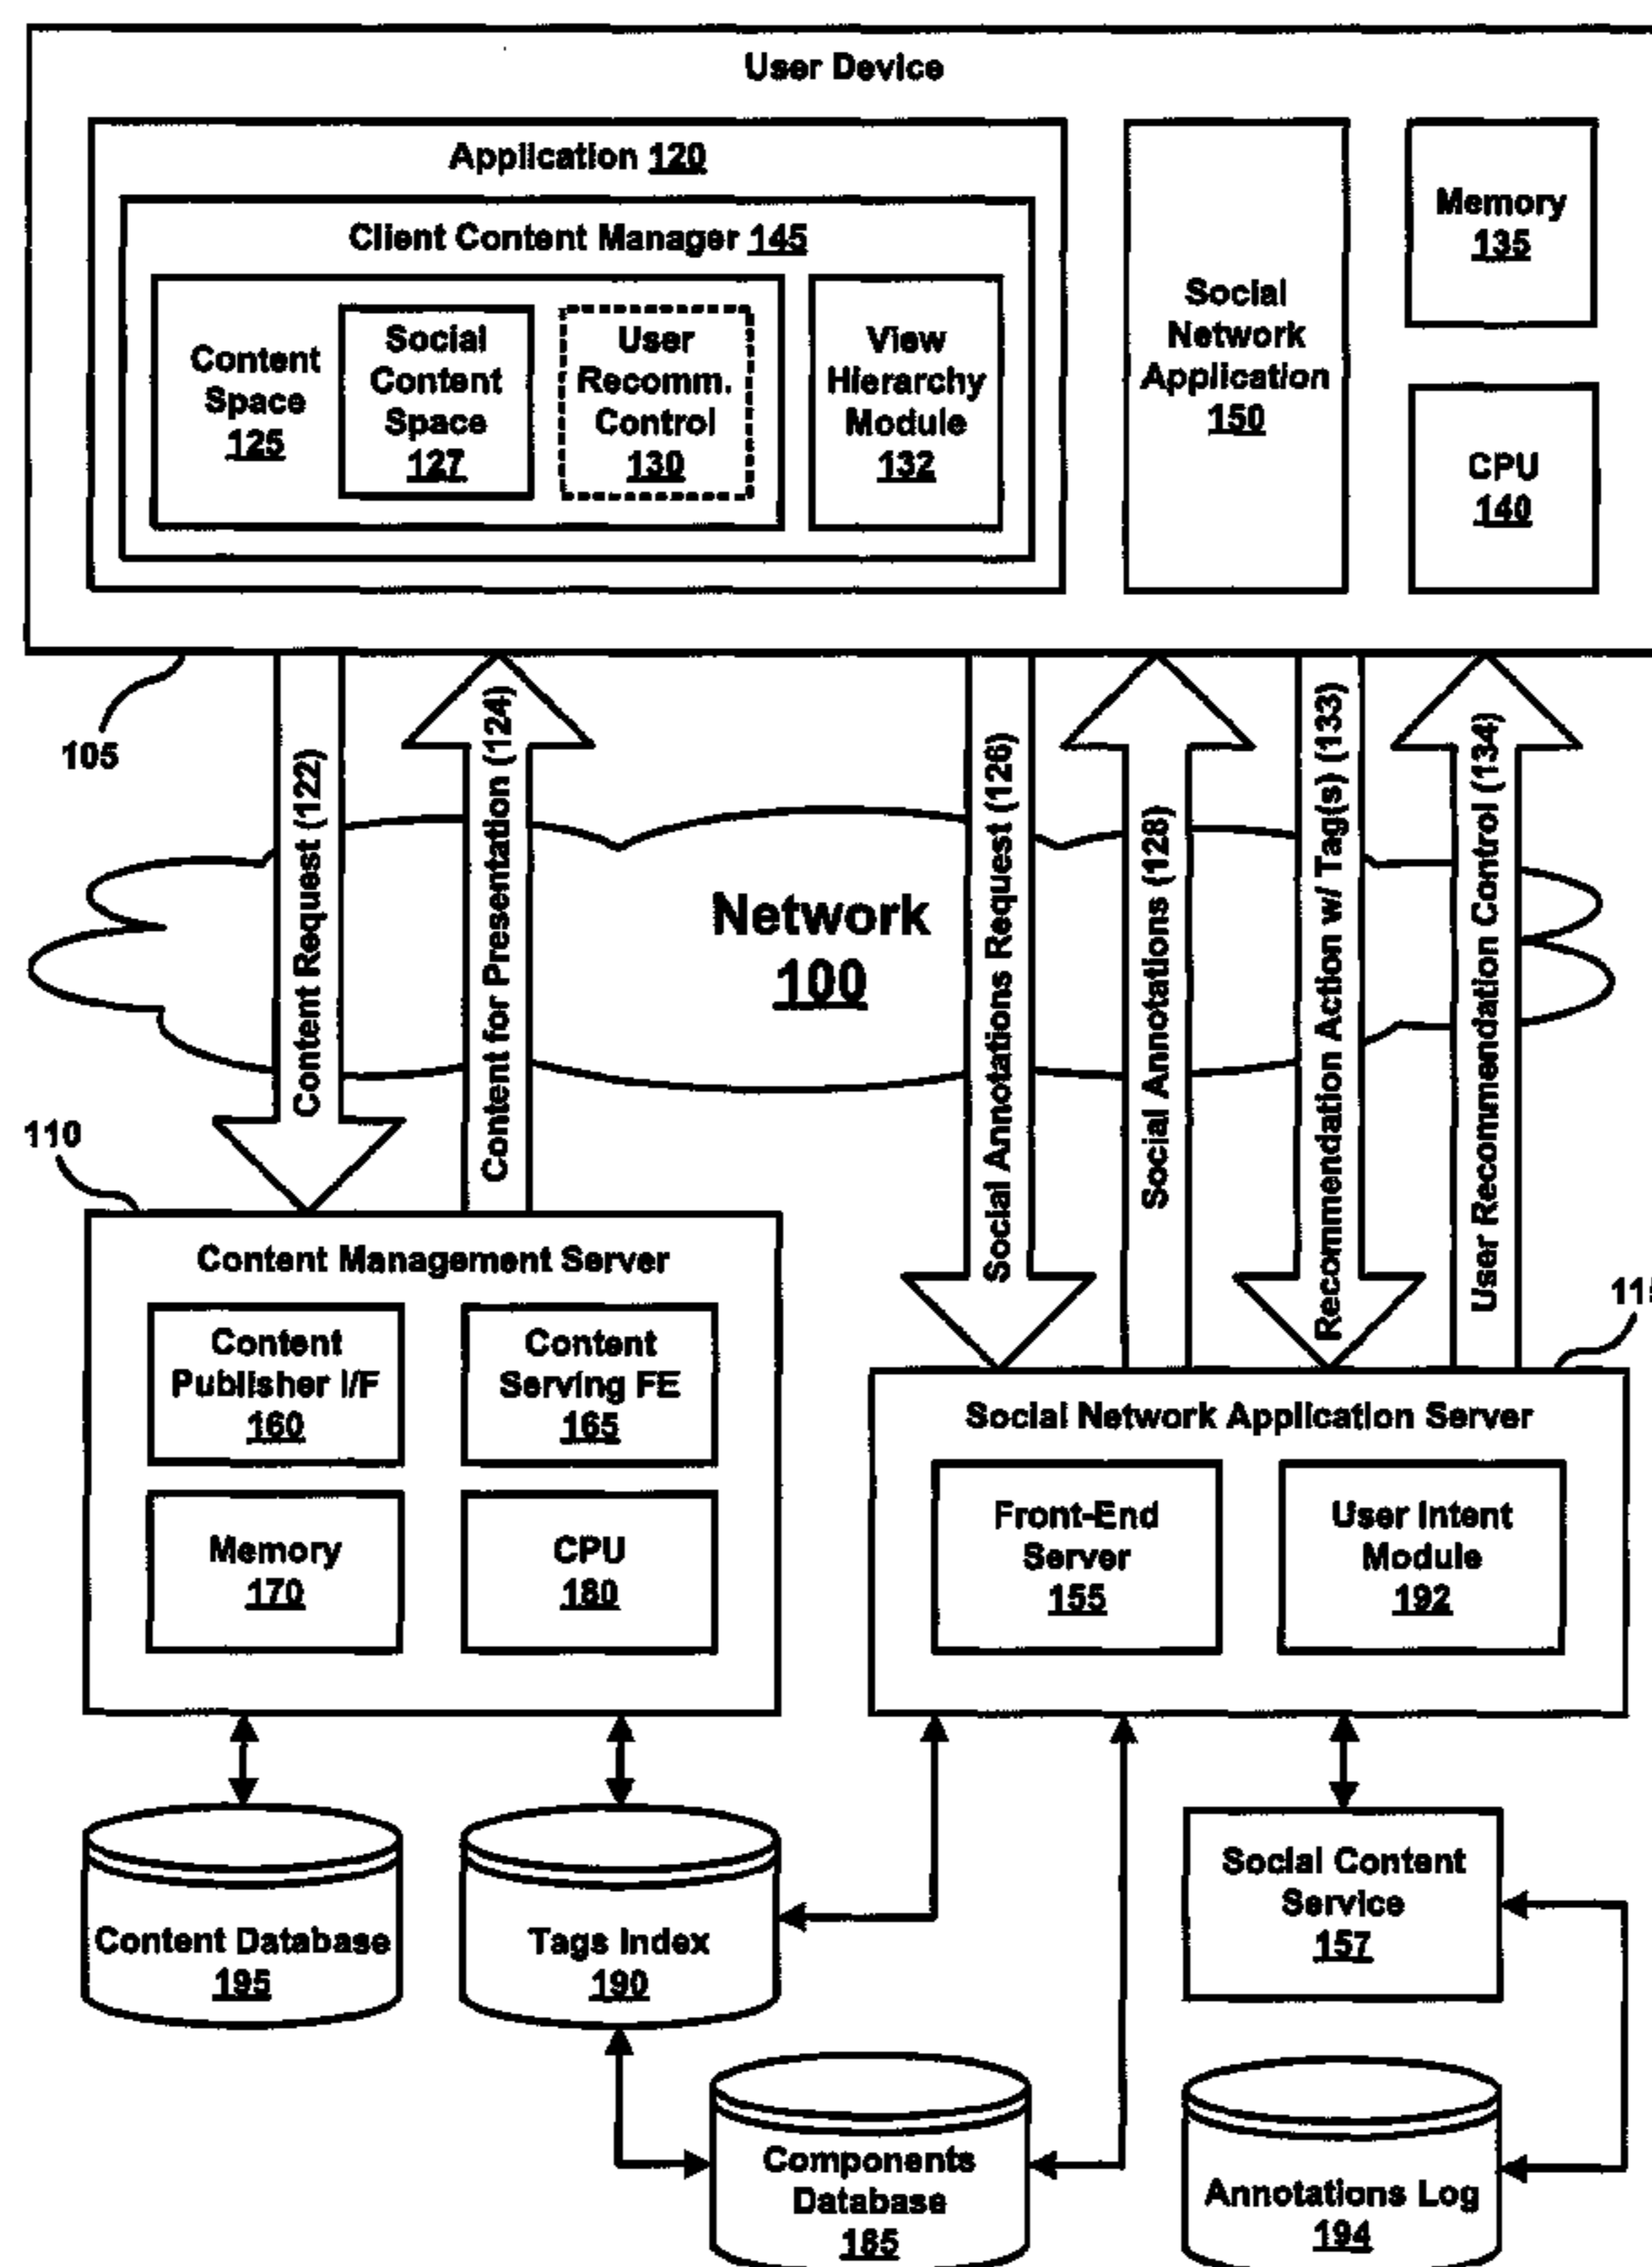 User Device
Application 120
Client Content Manager 145
Content
Space
125
Social
Content
Space
127
User
Recomm.
Control
130
View
Hierarchy
Module
132
Social
Network
Application
150
Memory
135
CPU
140
105
Content Request (122)
Content for Presentation (124)
Social Annotations Request (126)
Social Annotations (128)
Recommendation Action w/ Tag(s) (133)
User Recommendation Control (134)
Network
100
110
Content Management Server
Content
Publisher I/F
160
Content
Serving FE
165
Memory
170
CPU
180
Social Network Application Server
Front-End
Server
155
User Intent
Module
192
Content Database
195
Tags Index
190
Social Content
Service
157
Components
Database
185
Annotations Log
194